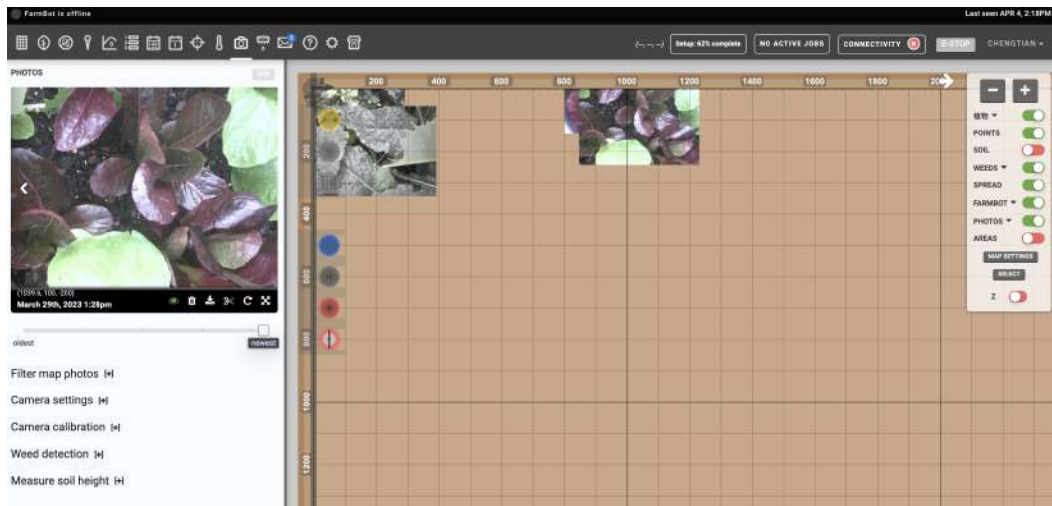 FarmBot is offline
Last seen APR 4, 2:18PM
Setup: 62% complete
NO ACTIVE JOBS
CONNECTIVITY
E-STOP
CHENGTIAN
PHOTOS
200 400 600 800 1000 1200 1400 1600 1800
植物
POINTS
SOIL
WEEDS
SPREAD
FARMBOT
PHOTOS
AREAS
MAP SETTINGS
SELECT
Z
200
400
600
800
1000
1200
(1039.6, 100, -200)
March 29th, 2023 1:28pm
oldest
newest
Filter map photos [+]
Camera settings [+]
Camera calibration [+]
Weed detection [+]
Measure soil height [+]